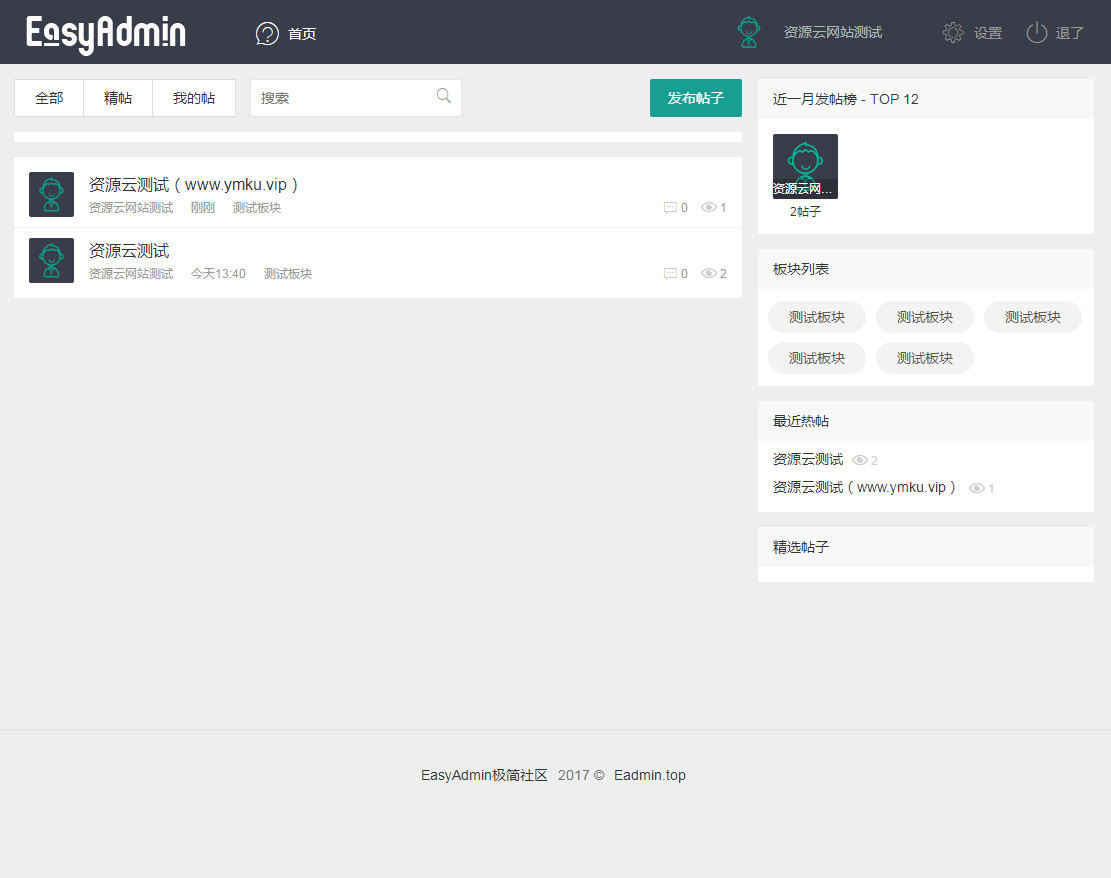 EasyAdmin 首页 资源云网站测试 设置 退了
全部 精帖 我的帖 搜索 发布帖子
资源云测试（www.ymku.vip）
资源云网站测试 刚刚 测试板块 0 1
资源云测试
资源云网站测试 今天13:40 测试板块 0 2
近一月发帖榜 - TOP 12
资源云网...
2帖子
板块列表
测试板块 测试板块 测试板块
测试板块 测试板块
最近热帖
资源云测试 2
资源云测试（www.ymku.vip） 1
精选帖子
EasyAdmin极简社区 2017 © Eadmin.top